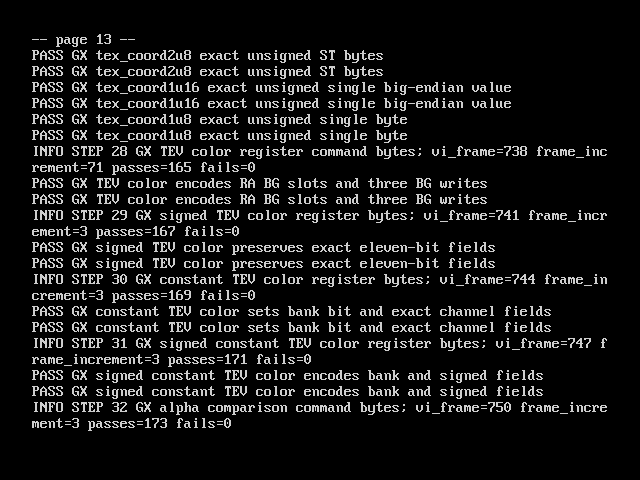 -- page 13 --
PASS GX tex_coord2u8 exact unsigned ST bytes
PASS GX tex_coord2u8 exact unsigned ST bytes
PASS GX tex_coord1u16 exact unsigned single big-endian value
PASS GX tex_coord1u16 exact unsigned single big-endian value
PASS GX tex_coord1u8 exact unsigned single byte
PASS GX tex_coord1u8 exact unsigned single byte
INFO STEP 28 GX TEV color register command bytes; vi_frame=738 frame_inc
rement=71 passes=165 fails=0
PASS GX TEV color encodes RA BG slots and three BG writes
PASS GX TEV color encodes RA BG slots and three BG writes
INFO STEP 29 GX signed TEV color register bytes; vi_frame=741 frame_incr
ement=3 passes=167 fails=0
PASS GX signed TEV color preserves exact eleven-bit fields
PASS GX signed TEV color preserves exact eleven-bit fields
INFO STEP 30 GX constant TEV color register bytes; vi_frame=744 frame_in
crement=3 passes=169 fails=0
PASS GX constant TEV color sets bank bit and exact channel fields
PASS GX constant TEV color sets bank bit and exact channel fields
INFO STEP 31 GX signed constant TEV color register bytes; vi_frame=747 f
rame_increment=3 passes=171 fails=0
PASS GX signed constant TEV color encodes bank and signed fields
PASS GX signed constant TEV color encodes bank and signed fields
INFO STEP 32 GX alpha comparison command bytes; vi_frame=750 frame_incre
ment=3 passes=173 fails=0